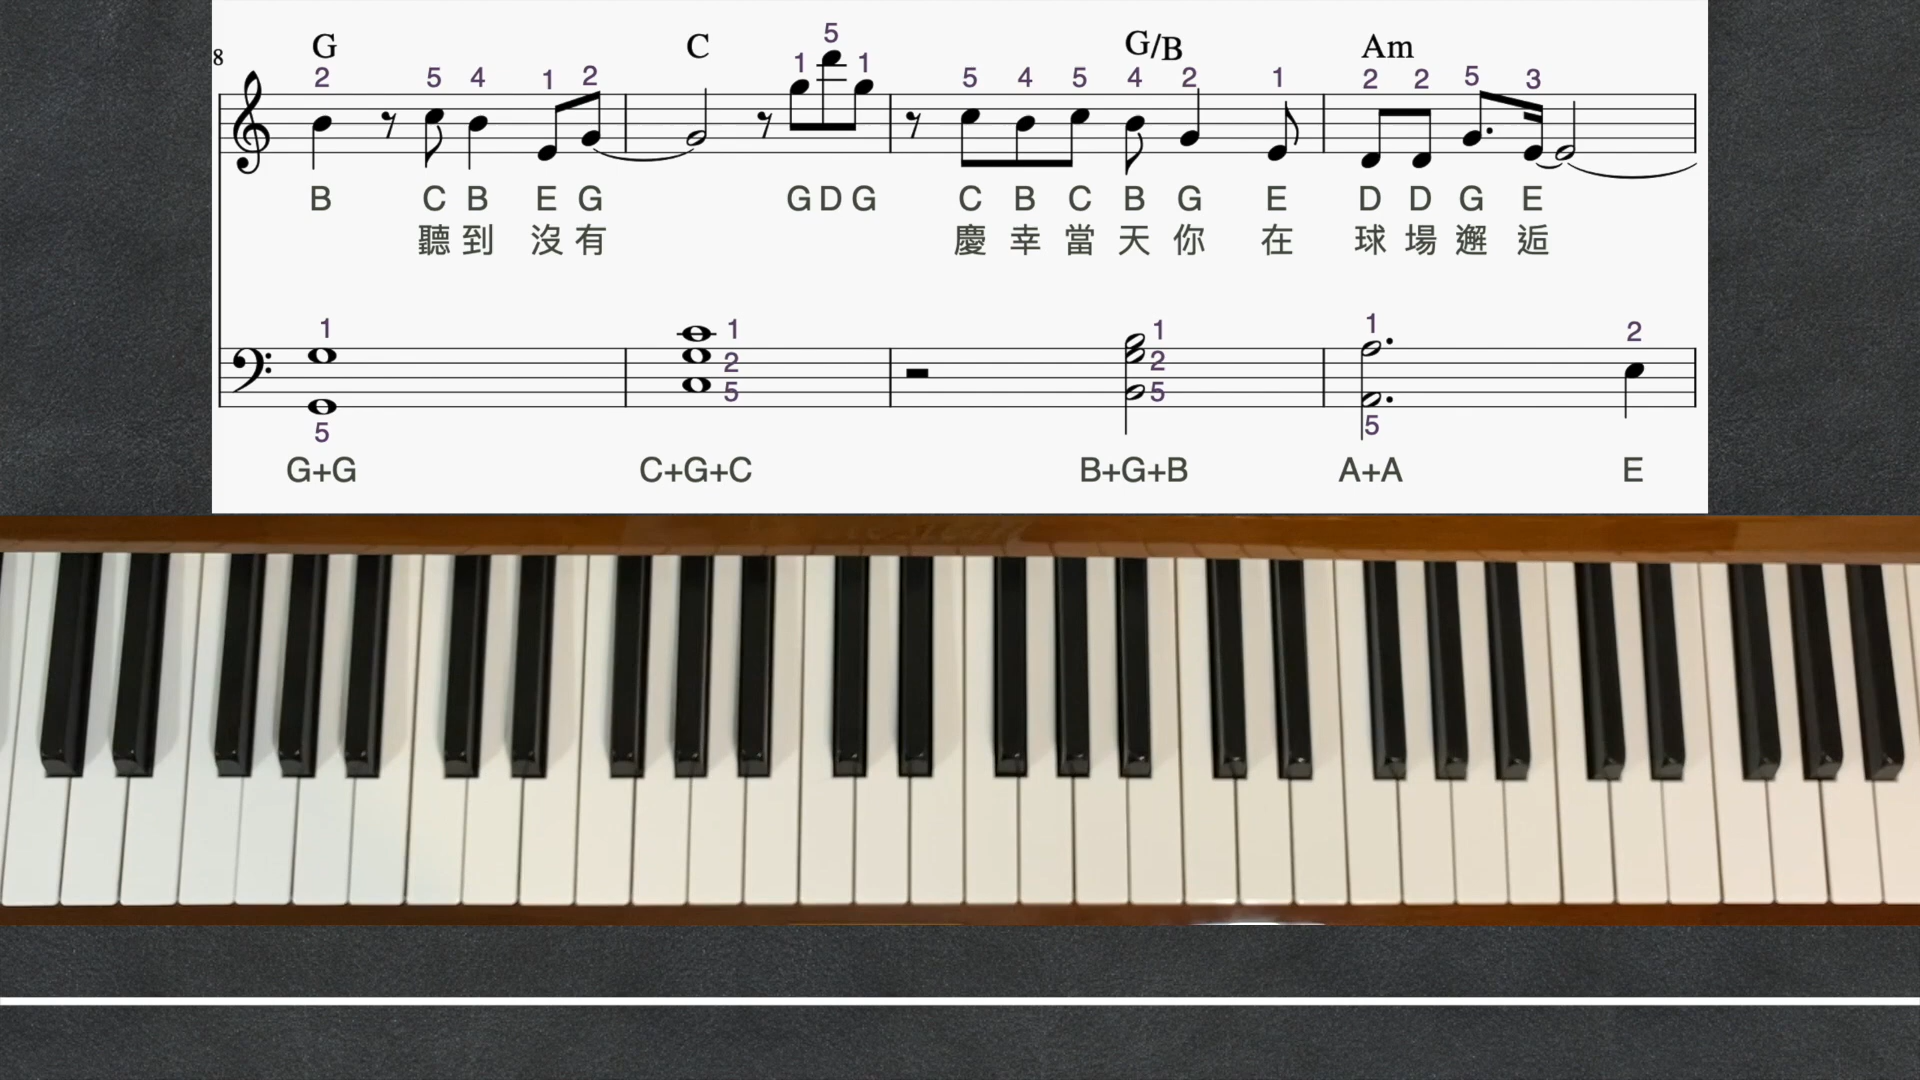 8 G C G/B Am
2 5 4 1 2 1 5 1 5 4 5 4 2 1 2 2 5 3
B C B E G G D G C B C B G E D D G E
聽 到 沒 有 慶 幸 當 天 你 在 球 場 邂 逅
1 1 1 1 2
2 2
5 5
5 5
G+G C+G+C B+G+B A+A E